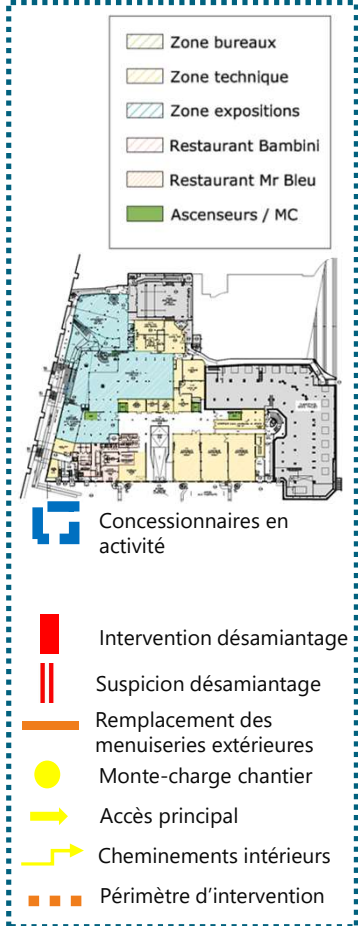 Zone bureaux
Zone technique
Zone expositions
Restaurant Bambini
Restaurant Mr Bleu
Ascenseurs / MC
Concessionnaires en
activité
Intervention désamiantage
Suspicion désamiantage
Remplacement des
menuiseries extérieures
Monte-charge chantier
Accès principal
Cheminements intérieurs
Périmètre d’intervention